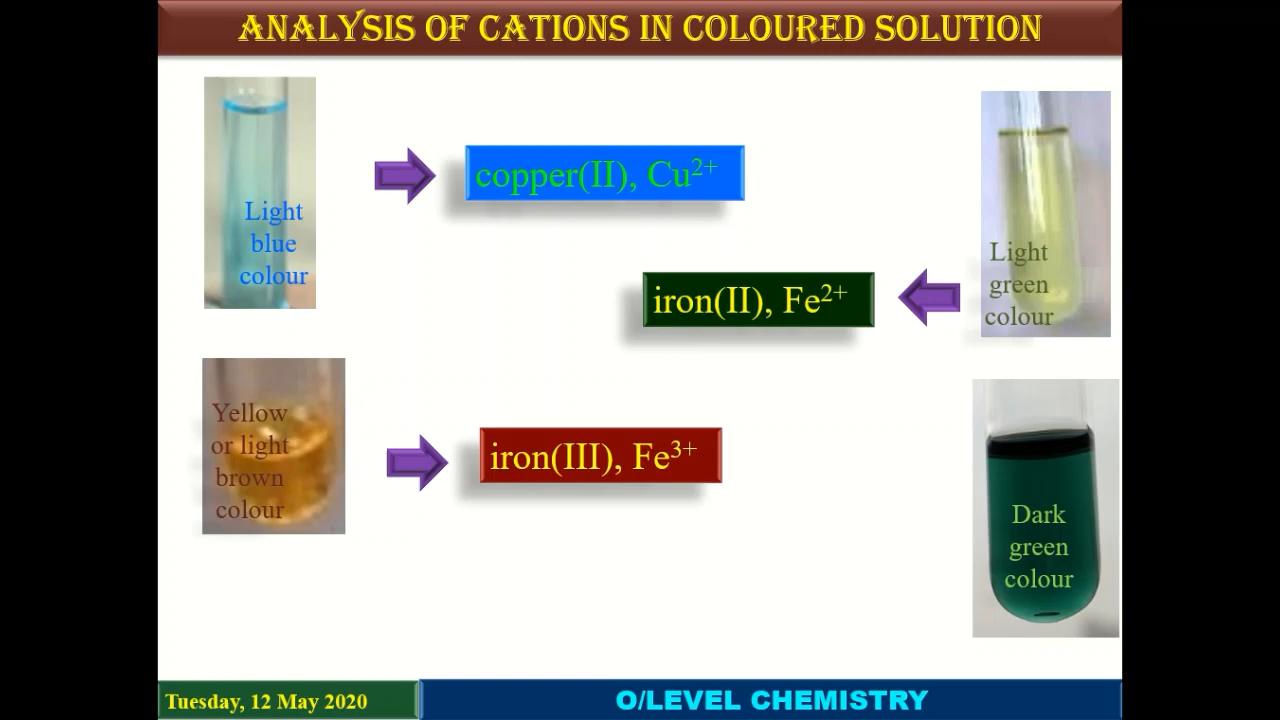 ANALYSIS OF CATIONS IN COLOURED SOLUTION
Light
blue
colour
copper(II), Cu²⁺
Light
green
colour
iron(II), Fe²⁺
Yellow
or light
brown
colour
iron(III), Fe³⁺
Dark
green
colour
Tuesday, 12 May 2020
O/LEVEL CHEMISTRY